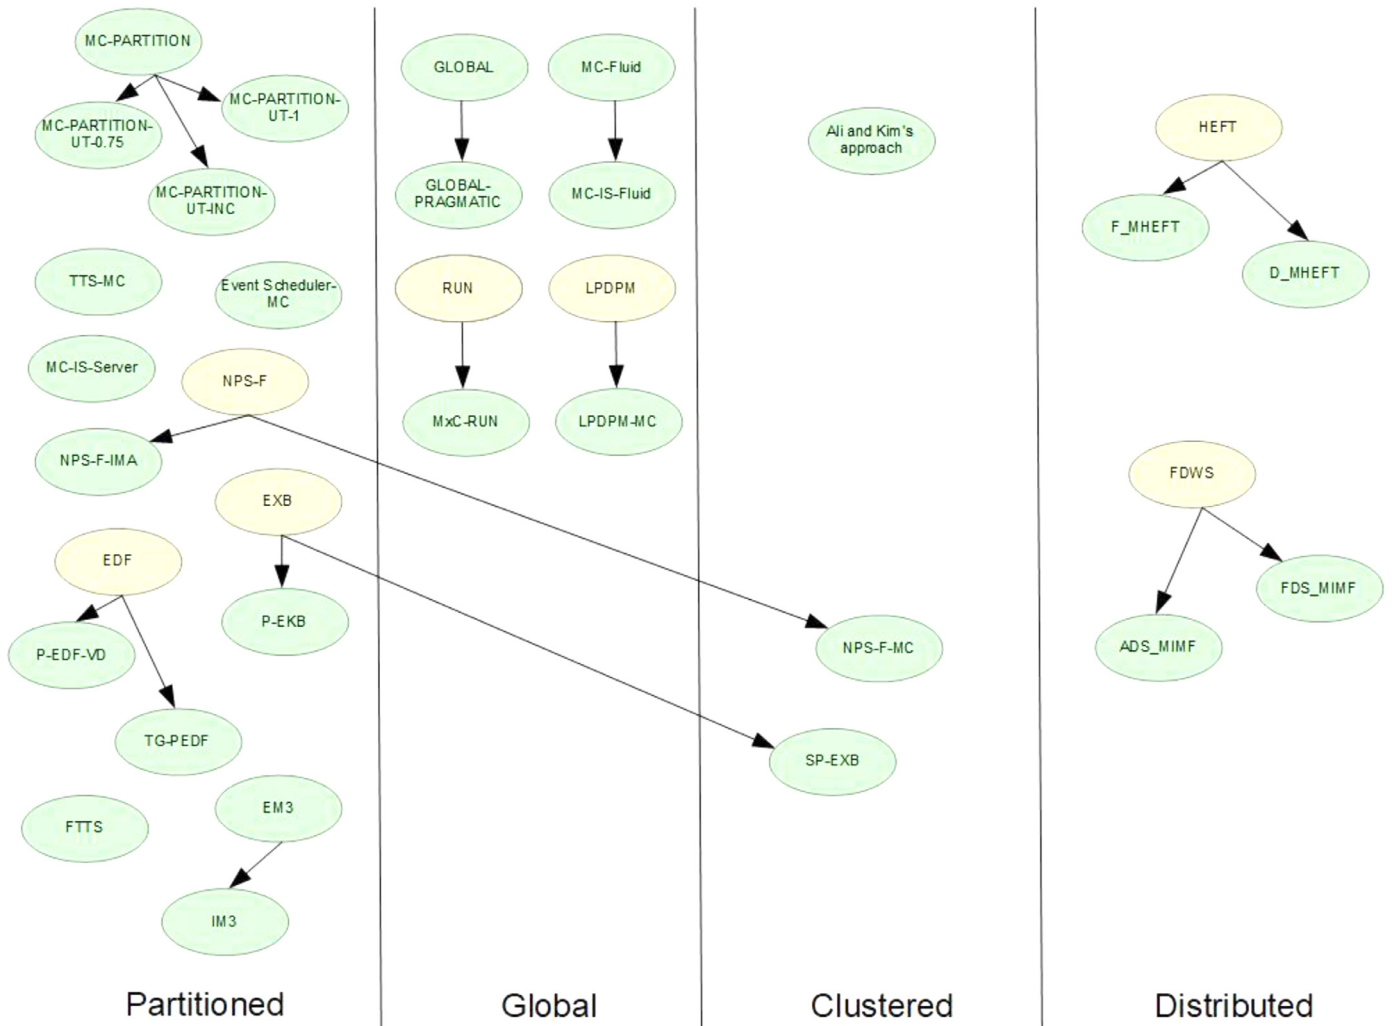 MC-PARTITION
MC-PARTITION-
UT-1
MC-PARTITION-
UT-0.75
MC-PARTITION-
UT-INC
TTS-MC
Event Scheduler-
MC
MC-IS-Server
NPS-F
NPS-F-IMA
EXB
EDF
P-EKB
P-EDF-VD
TG-PEDF
EM3
FTTS
IM3
Partitioned
GLOBAL
MC-Fluid
GLOBAL-
PRAGMATIC
MC-IS-Fluid
RUN
LPDPM
MxC-RUN
LPDPM-MC
Global
Ali and Kim's
approach
NPS-F-MC
SP-EXB
Clustered
HEFT
F_MHEFT
D_MHEFT
FDWS
FDS_MIMF
ADS_MIMF
Distributed